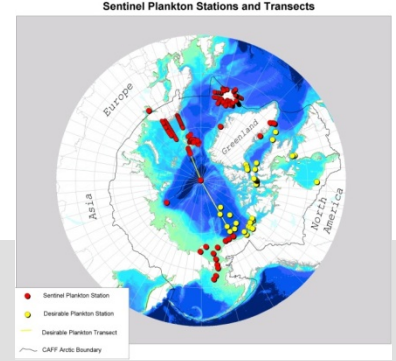 Sentinel Plankton Stations and Transects
Europe
Greenland
Asia
North
America
Sentinel Plankton Station
Desirable Plankton Station
Desirable Plankton Transect
CAFF Arctic Boundary